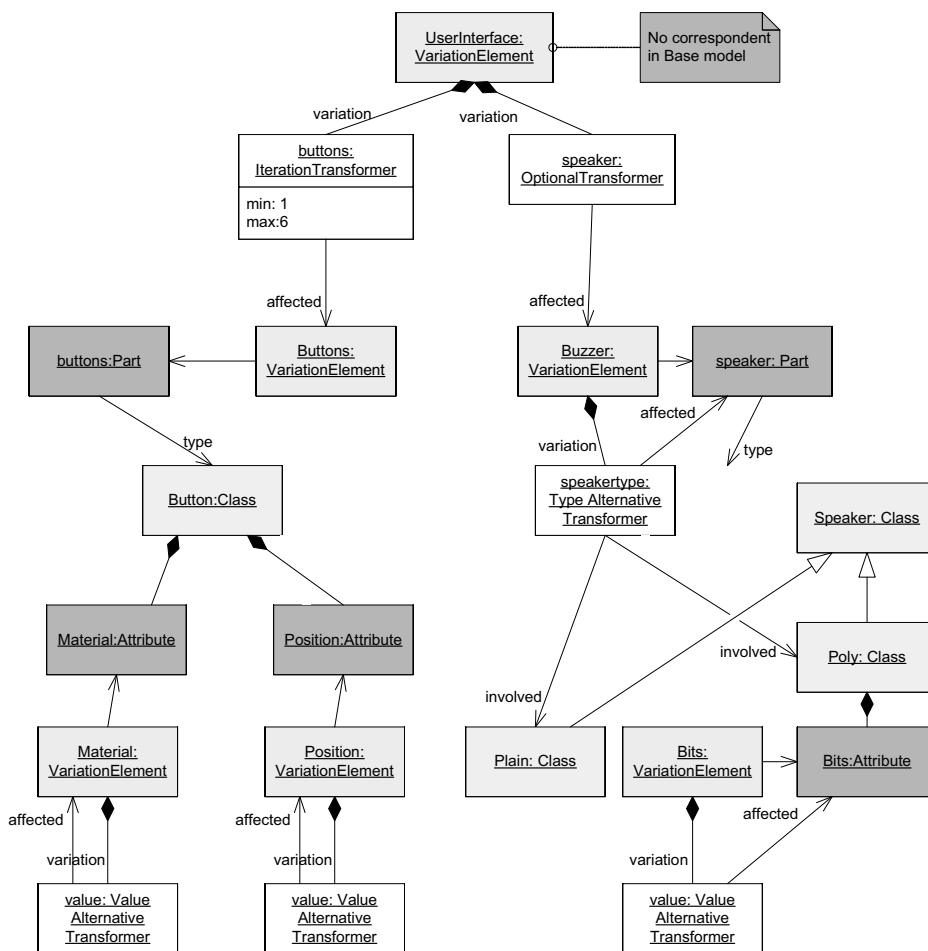 UserInterface:
VariationElement
No correspondent
in Base model
variation
variation
buttons:
IterationTransformer
min: 1
max:6
speaker:
OptionalTransformer
affected
affected
buttons:Part
Buttons:
VariationElement
Buzzer:
VariationElement
speaker: Part
affected
type
variation
type
Button:Class
speakertype:
Type Alternative
Transformer
Speaker: Class
Material:Attribute
Position:Attribute
involved
Poly: Class
involved
Material:
VariationElement
Position:
VariationElement
Plain: Class
Bits:
VariationElement
Bits:Attribute
affected
affected
affected
variation
variation
variation
value: Value
Alternative
Transformer
value: Value
Alternative
Transformer
value: Value
Alternative
Transformer